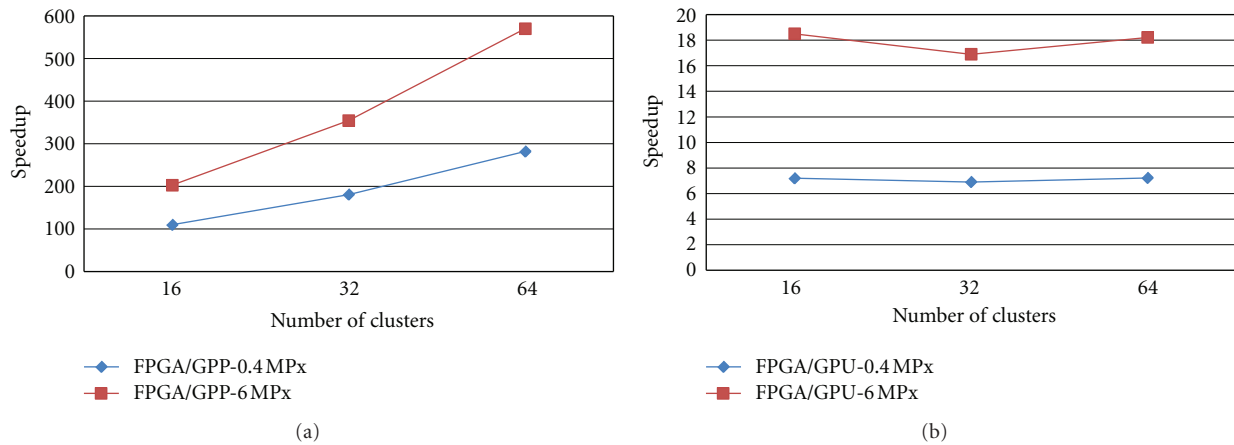 600
500
400
300
200
100
0
Speedup
16
32
64
Number of clusters
FPGA/GPP-0.4 MPx
FPGA/GPP-6 MPx
(a)
20
18
16
14
12
10
8
6
4
2
0
Speedup
16
32
64
Number of clusters
FPGA/GPU-0.4 MPx
FPGA/GPU-6 MPx
(b)